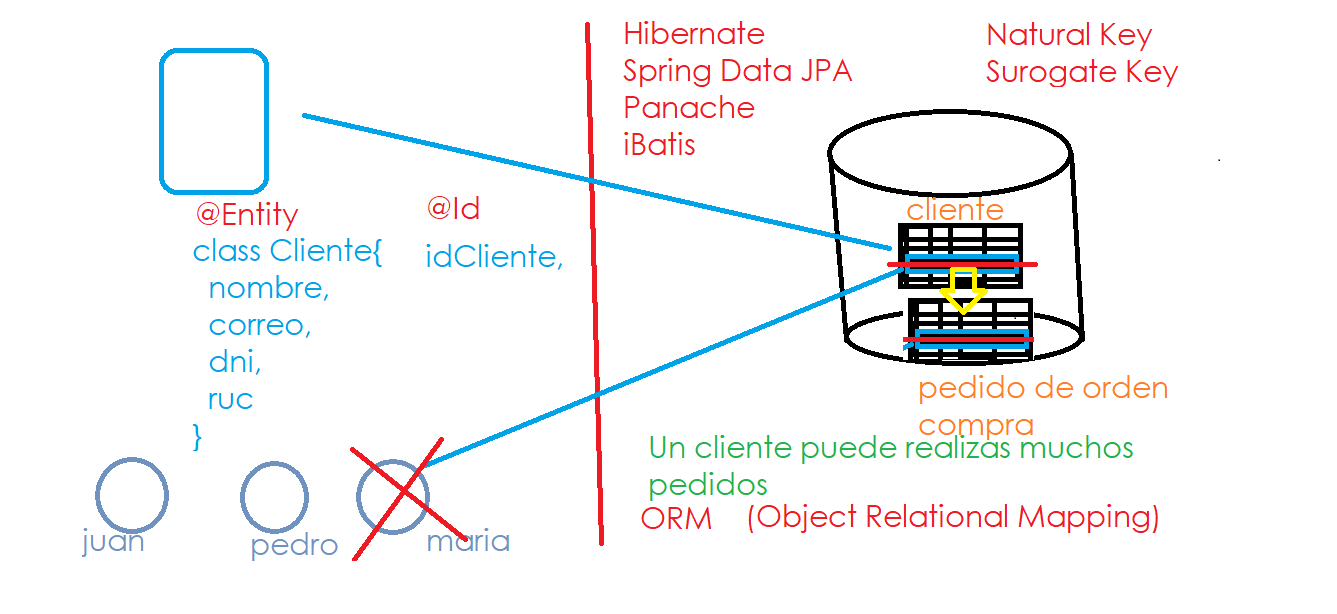 Hibernate
Spring Data JPA
Panache
iBatis
Natural Key
Surogate Key
@Entity
class Cliente{
nombre,
correo,
dni,
ruc
}
@Id
idCliente,
cliente
pedido de orden
compra
Un cliente puede realizas muchos
pedidos
ORM (Object Relational Mapping)
juan
pedro
maria